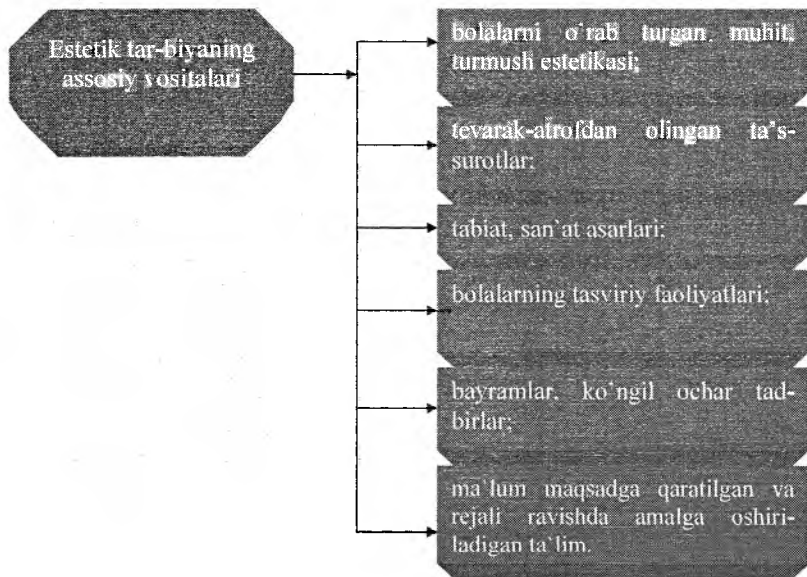 Estetik tar-biyaning
assosiy vositalari
bolalarni o`rab turgan muhit,
turmush estetikasi;
tevarak-atrofdan olingan ta’s-
surotlar;
tabiat, san`at asarlari;
bolalarning tasviriy faoliyatlari;
bayramlar, ko’ngil ochar tad-
birlar;
ma`lum maqsadga qaratilgan va
rejali ravishda amalga oshiri-
ladigan ta`lim.